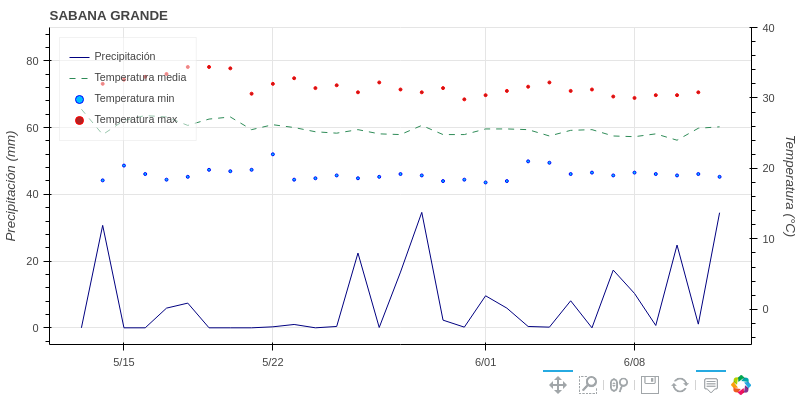 SABANA GRANDE
Precipitación
Temperatura media
Temperatura min
Temperatura max
80
60
40
20
0
Precipitación (mm)
40
30
20
10
0
Temperatura (°C)
5/15
5/22
6/01
6/08